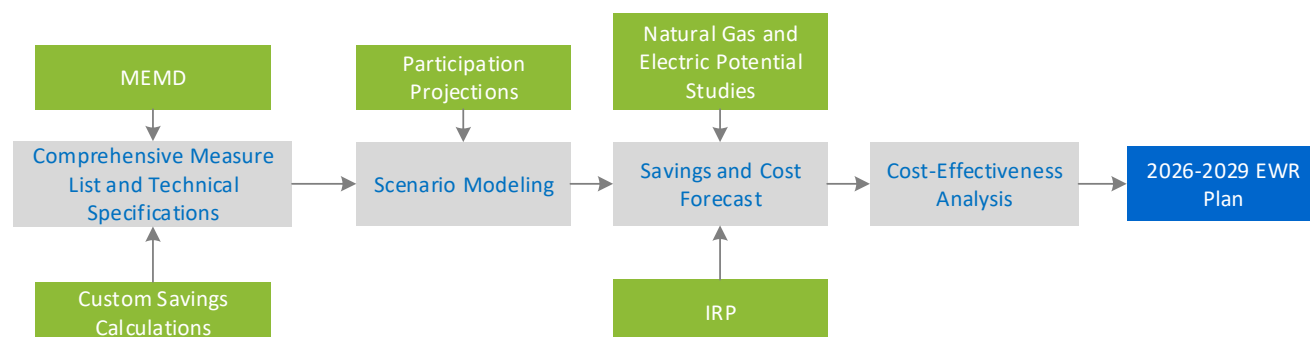 MEMD
Participation
Projections
Natural Gas and
Electric Potential
Studies
Comprehensive Measure
List and Technical
Specifications
Scenario Modeling
Savings and Cost
Forecast
Cost-Effectiveness
Analysis
2026-2029 EWR
Plan
Custom Savings
Calculations
IRP